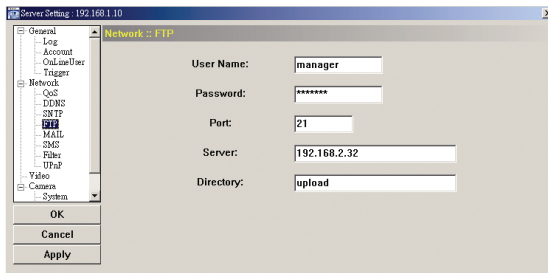 Server Setting : 192.168.1.10
General
Log
Account
OnLineUser
Trigger
Network
QoS
DDNS
SNTP
FTP
MAIL
SMS
Filter
UPnP
Video
Camera
System
OK
Cancel
Apply
Network :: FTP
User Name: manager
Password: *******
Port: 21
Server: 192.168.2.32
Directory: upload